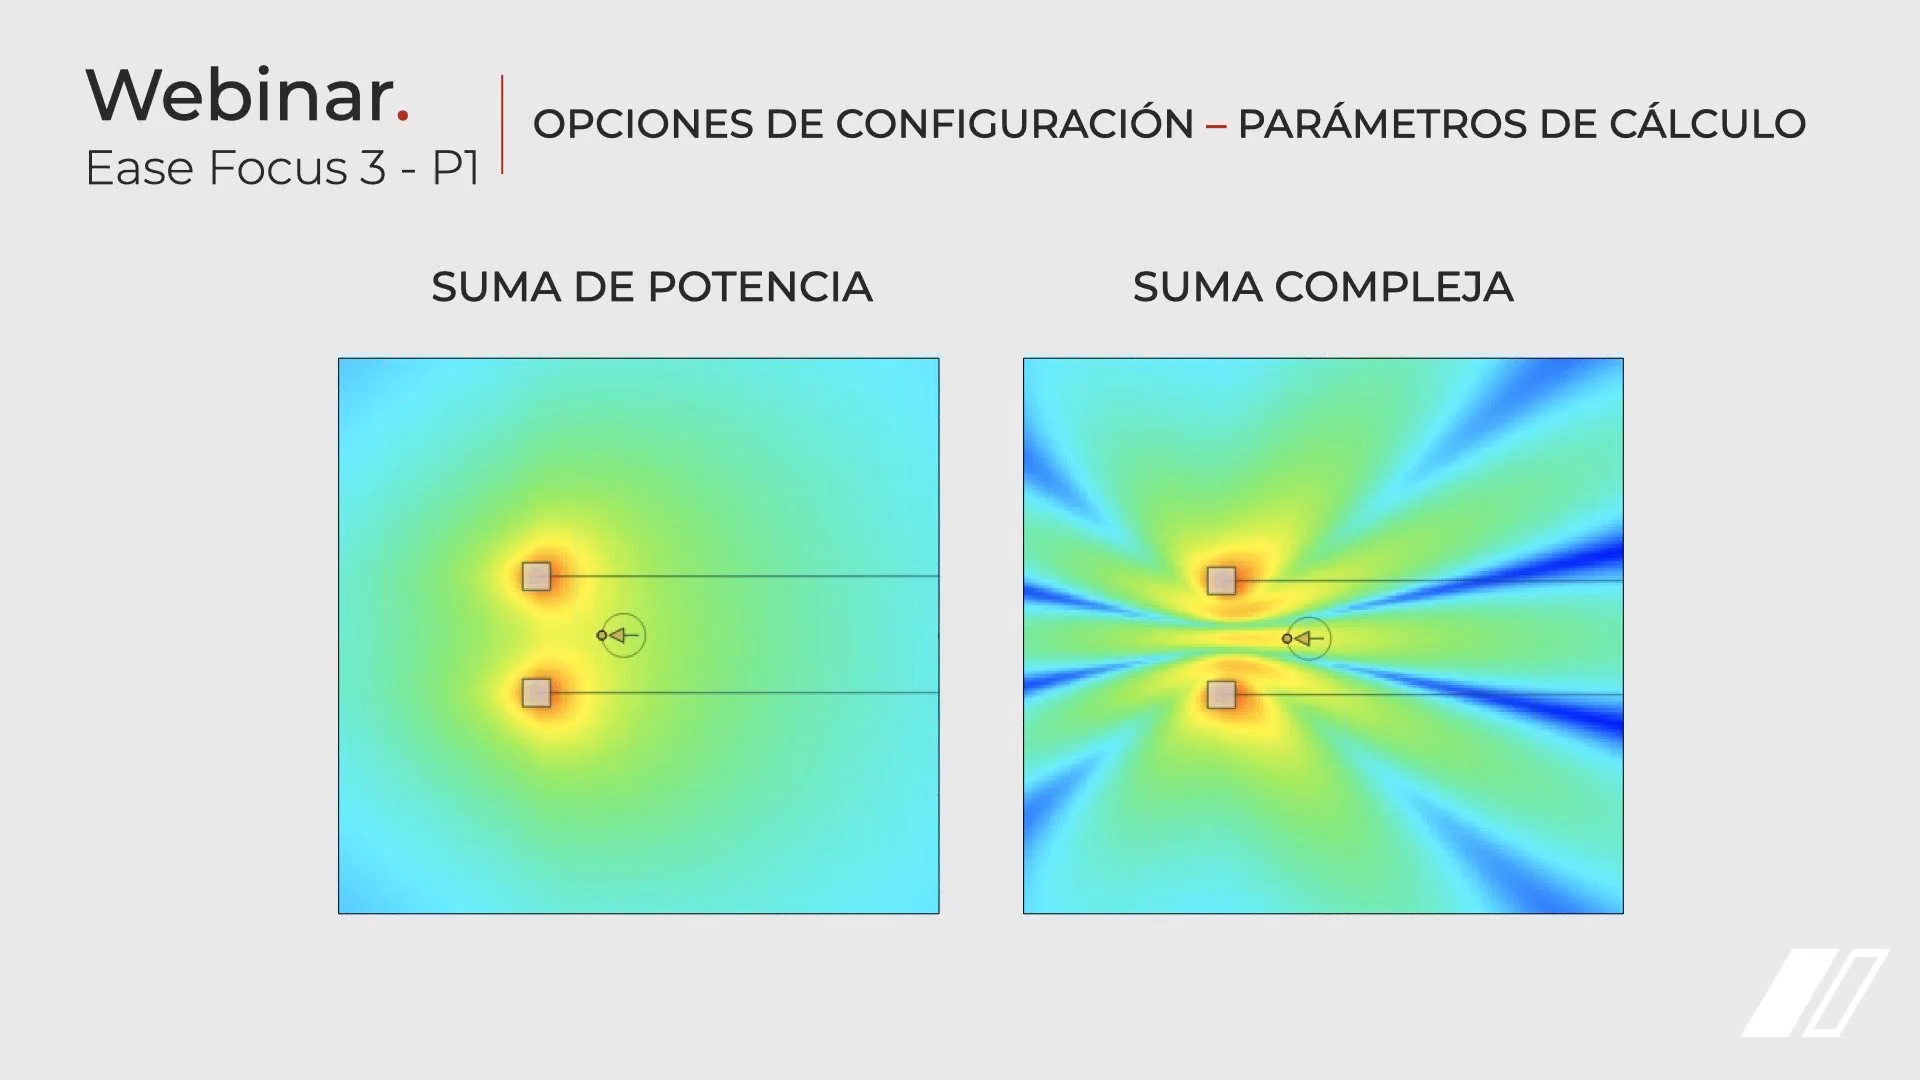 Webinar.
Ease Focus 3 - P1
OPCIONES DE CONFIGURACIÓN – PARÁMETROS DE CÁLCULO
SUMA DE POTENCIA
SUMA COMPLEJA